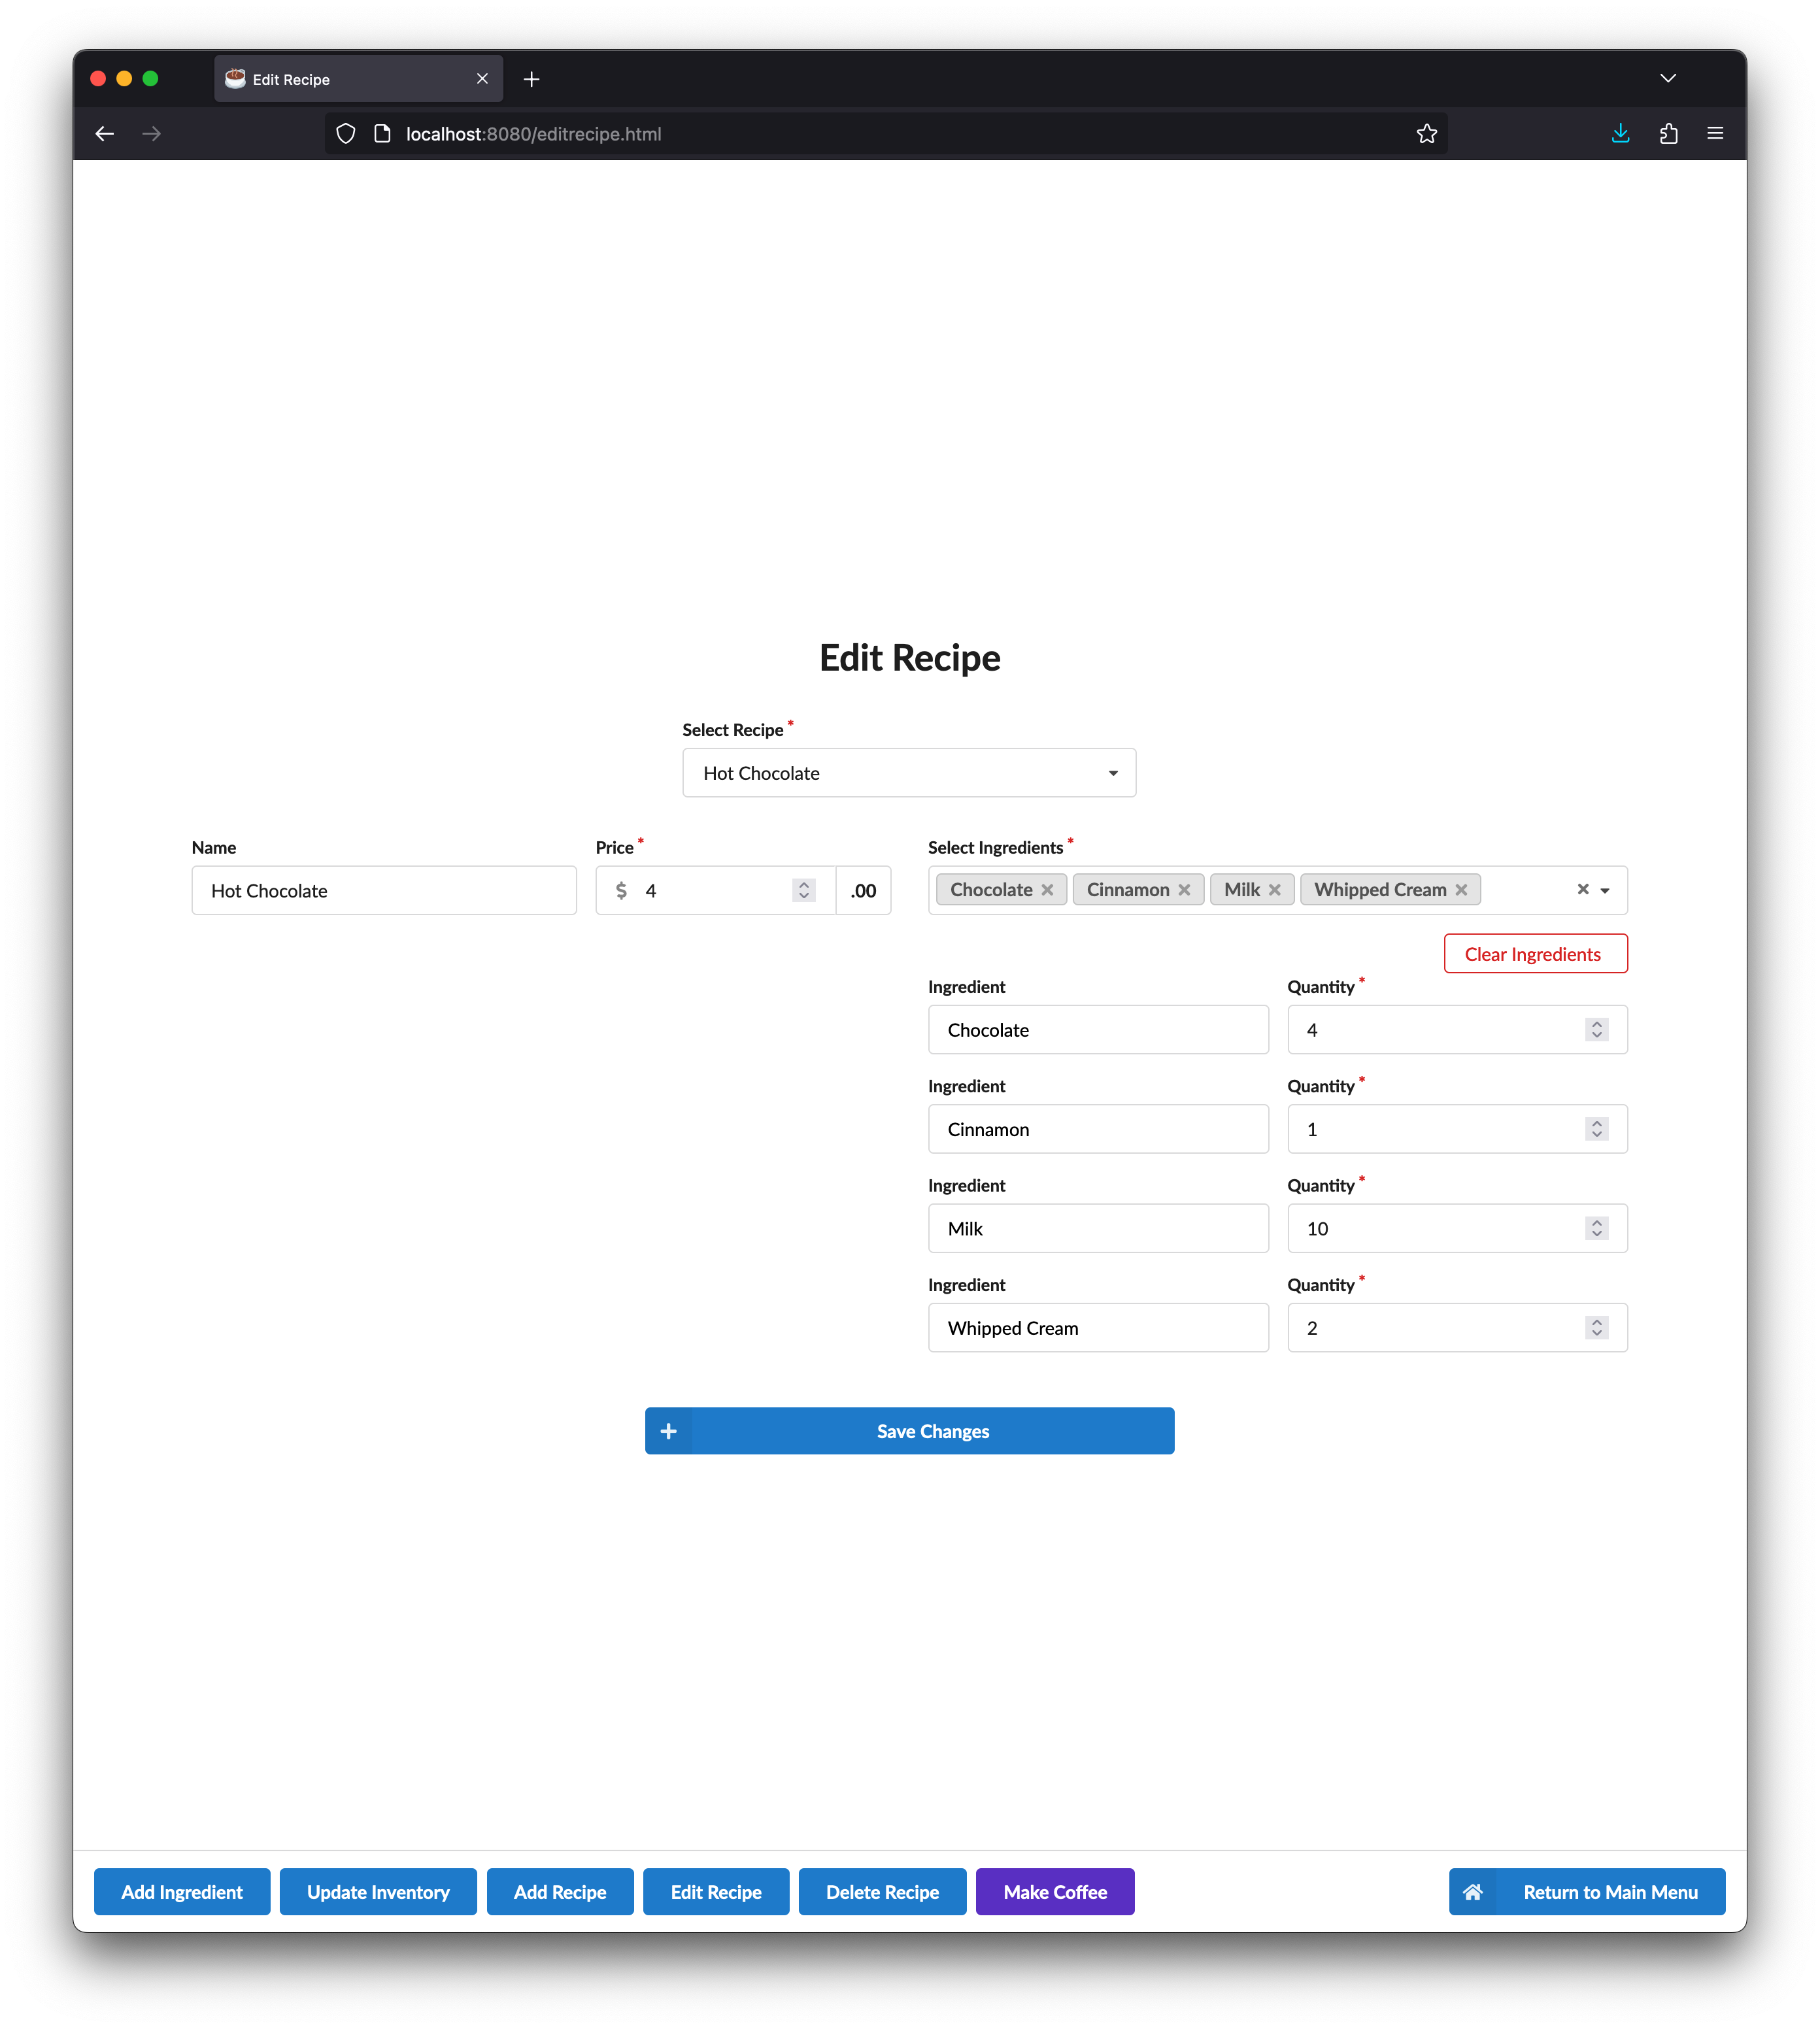 Edit Recipe
localhost:8080/editrecipe.html
Edit Recipe
Select Recipe *
Hot Chocolate
Name Price * Select Ingredients *
Hot Chocolate $ 4 .00 Chocolate Cinnamon Milk Whipped Cream
Clear Ingredients
Ingredient Quantity *
Chocolate 4
Ingredient Quantity *
Cinnamon 1
Ingredient Quantity *
Milk 10
Ingredient Quantity *
Whipped Cream 2
Save Changes
Add Ingredient Update Inventory Add Recipe Edit Recipe Delete Recipe Make Coffee Return to Main Menu